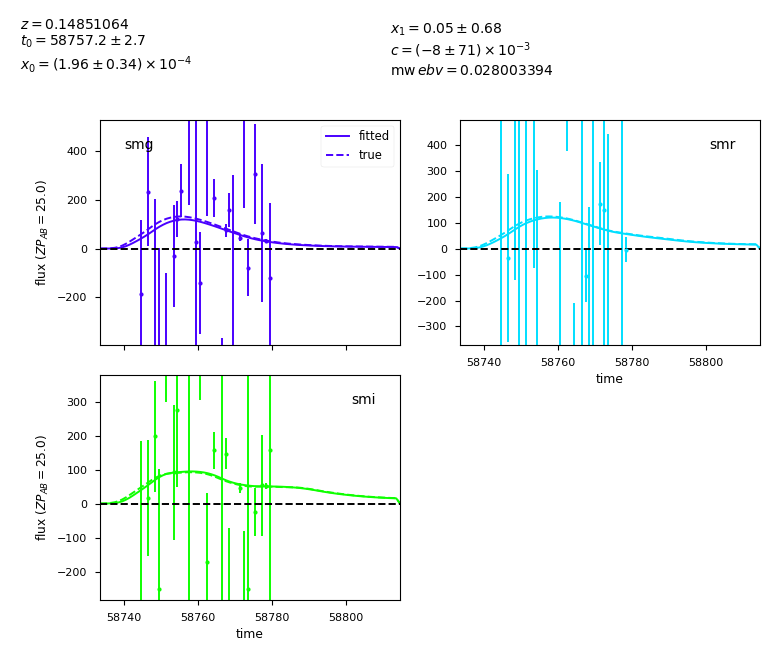 z = 0.14851064
t₀ = 58757.2 ± 2.7
x₀ = (1.96 ± 0.34) × 10⁻⁴
x₁ = 0.05 ± 0.68
c = (−8 ± 71) × 10⁻³
mw ebv = 0.028003394
smg
fitted
true
flux (ZP_AB = 25.0)
400
200
0
−200
smr
400
300
200
100
0
−100
−200
−300
58740 58760 58780 58800
time
smi
flux (ZP_AB = 25.0)
300
200
100
0
−100
−200
58740 58760 58780 58800
time